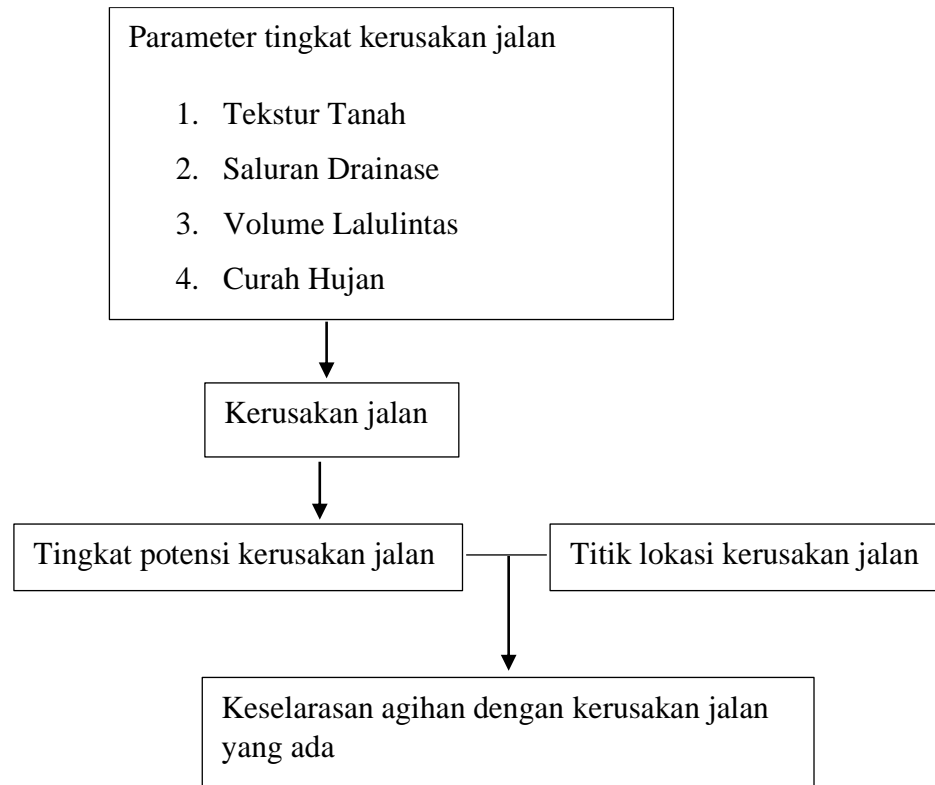 Parameter tingkat kerusakan jalan
1. Tekstur Tanah
2. Saluran Drainase
3. Volume Lalulintas
4. Curah Hujan
Kerusakan jalan
Tingkat potensi kerusakan jalan
Titik lokasi kerusakan jalan
Keselarasan agihan dengan kerusakan jalan
yang ada